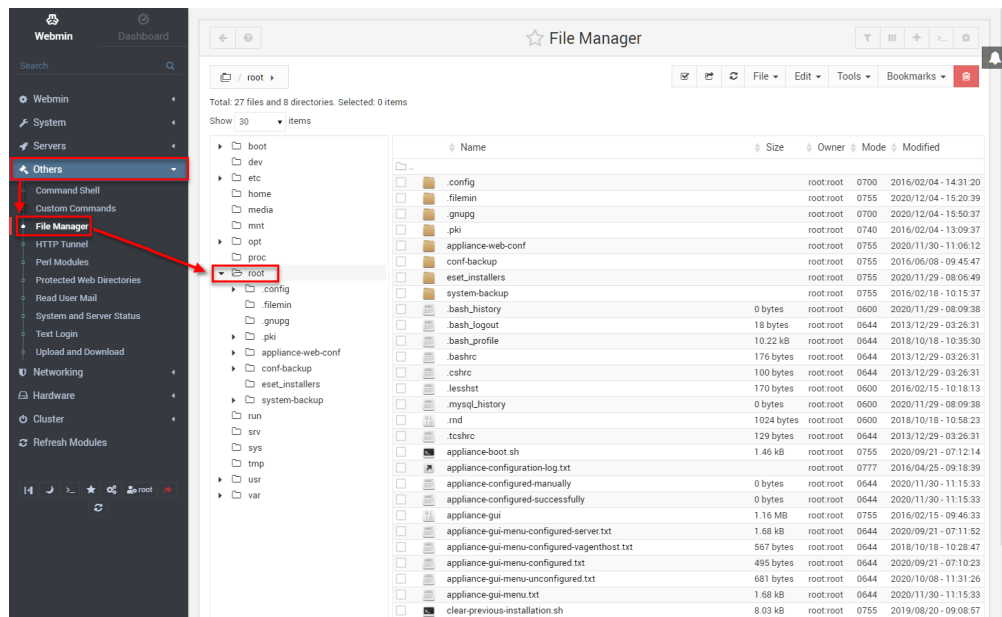 Webmin
Dashboard
Search
Webmin
System
Servers
Others
Command Shell
Custom Commands
File Manager
HTTP Tunnel
Perl Modules
Protected Web Directories
Read User Mail
System and Server Status
Text Login
Upload and Download
Networking
Hardware
Cluster
Refresh Modules
root
File Manager
/ root
File Edit Tools Bookmarks
Total: 27 files and 8 directories. Selected: 0 items
Show 30 items
boot
dev
etc
home
media
mnt
opt
proc
root
.config
.filemin
.gnupg
.pki
appliance-web-conf
conf-backup
eset_installers
system-backup
run
srv
sys
tmp
usr
var
Name Size Owner Mode Modified
..
.config root:root 0700 2016/02/04 - 14:31:20
.filemin root:root 0755 2020/12/04 - 15:20:39
.gnupg root:root 0700 2020/12/04 - 15:50:37
.pki root:root 0740 2016/02/04 - 13:09:37
appliance-web-conf root:root 0755 2020/11/30 - 11:06:12
conf-backup root:root 0755 2016/06/08 - 09:45:47
eset_installers root:root 0755 2020/11/29 - 08:06:49
system-backup root:root 0755 2016/02/18 - 10:15:37
.bash_history 0 bytes root:root 0600 2020/11/29 - 08:09:38
.bash_logout 18 bytes root:root 0644 2013/12/29 - 03:26:31
.bash_profile 10.22 kB root:root 0644 2018/10/18 - 10:35:30
.bashrc 176 bytes root:root 0644 2013/12/29 - 03:26:31
.cshrc 100 bytes root:root 0644 2013/12/29 - 03:26:31
.lesshst 170 bytes root:root 0600 2016/02/15 - 10:18:13
.mysql_history 0 bytes root:root 0600 2020/11/29 - 08:09:38
.rnd 1024 bytes root:root 0600 2018/10/18 - 10:58:23
.tcshrc 129 bytes root:root 0644 2013/12/29 - 03:26:31
appliance-boot.sh 1.46 kB root:root 0755 2020/09/21 - 07:12:14
appliance-configuration-log.txt root:root 0777 2016/04/25 - 09:18:39
appliance-configured-manually 0 bytes root:root 0644 2020/11/30 - 11:15:33
appliance-configured-successfully 0 bytes root:root 0644 2020/11/30 - 11:15:33
appliance-gui 1.16 MB root:root 0755 2016/02/15 - 09:46:33
appliance-gui-menu-configured-server.txt 1.68 kB root:root 0644 2020/09/21 - 07:11:52
appliance-gui-menu-configured-vagenthost.txt 567 bytes root:root 0644 2018/10/18 - 10:28:47
appliance-gui-menu-configured.txt 495 bytes root:root 0644 2020/09/21 - 07:10:23
appliance-gui-menu-unconfigured.txt 681 bytes root:root 0644 2020/10/08 - 11:31:26
appliance-gui-menu.txt 1.68 kB root:root 0644 2020/11/30 - 11:15:33
clear-previous-installation.sh 8.03 kB root:root 0755 2019/08/20 - 09:08:57